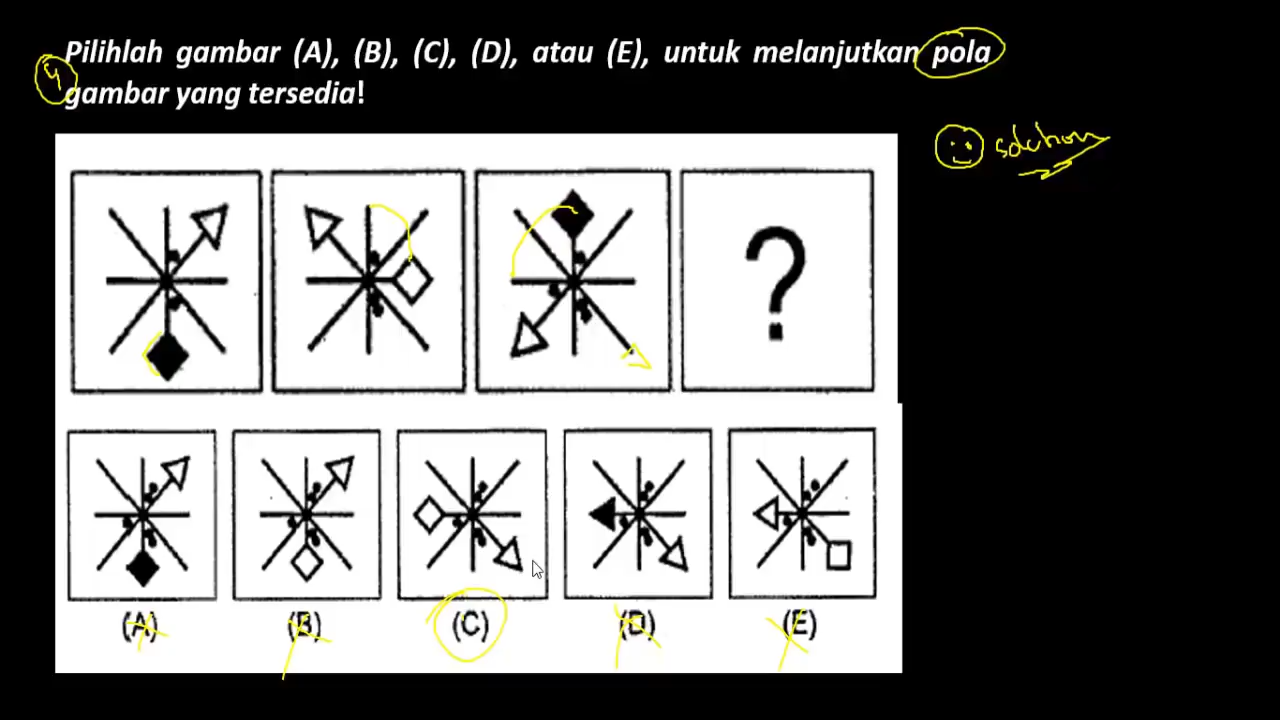 Pilihlah gambar (A), (B), (C), (D), atau (E), untuk melanjutkan pola
gambar yang tersedia!
solution
?
(A) (B) (C) (D) (E)